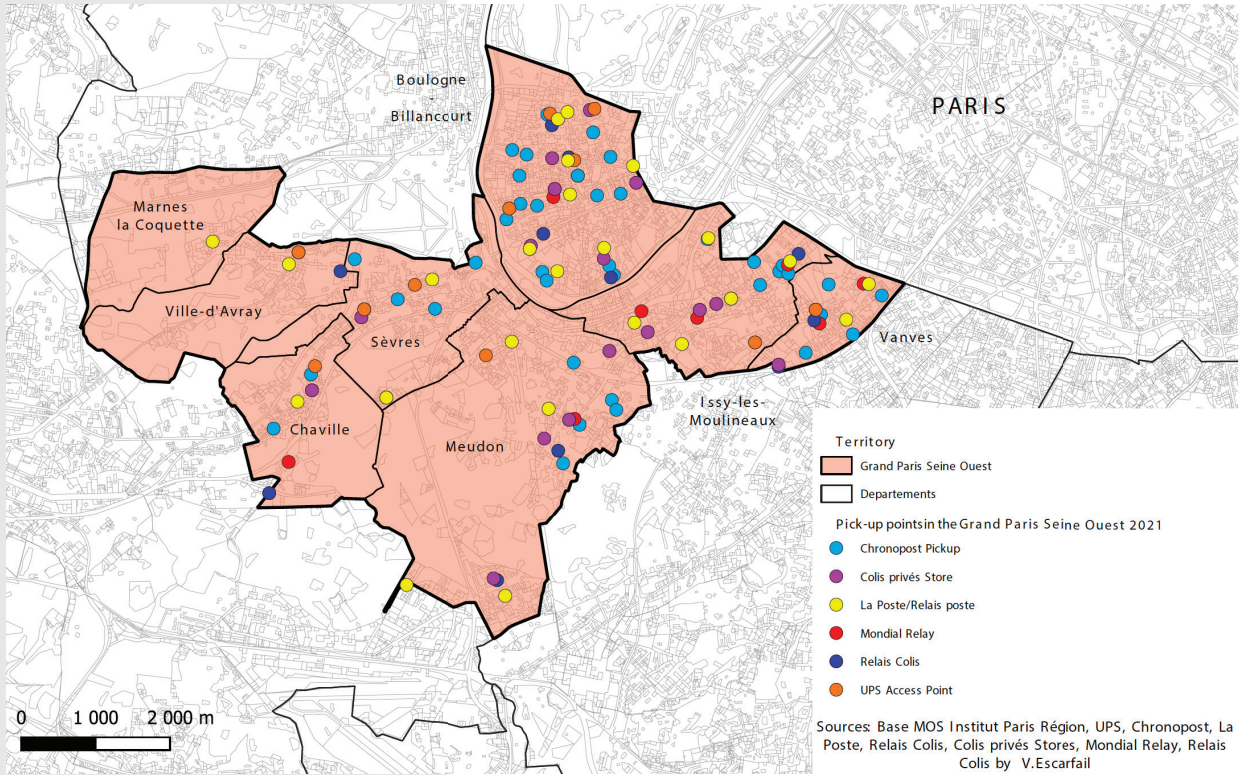 Boulogne
-
Billancourt
PARIS
Marnes
la Coquette
Ville-d'Avray
Sèvres
Vanves
Issy-les-
Moulineaux
Chaville
Meudon
Territory
Grand Paris Seine Ouest
Departements
Pick-up points in the Grand Paris Seine Ouest 2021
Chronopost Pickup
Colis privés Store
La Poste/Relais poste
Mondial Relay
Relais Colis
UPS Access Point
0 1 000 2 000 m
Sources: Base MOS Institut Paris Région, UPS, Chronopost, La
Poste, Relais Colis, Colis privés Stores, Mondial Relay, Relais
Colis by V.Escarfail